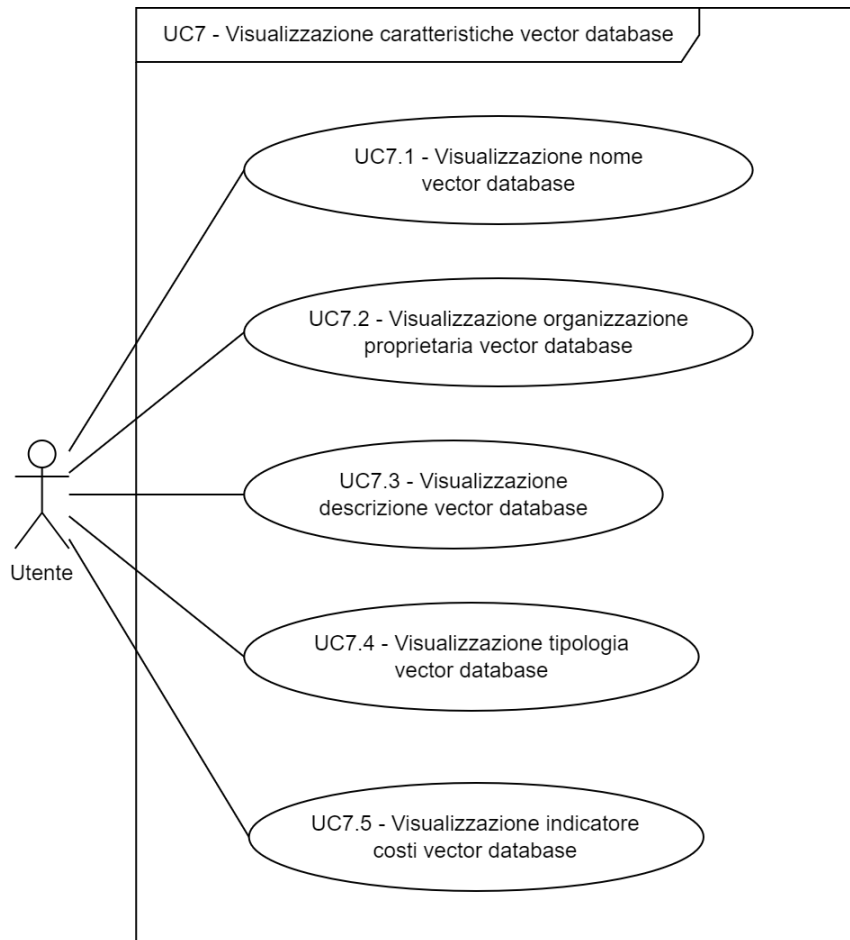 UC7 - Visualizzazione caratteristiche vector database
UC7.1 - Visualizzazione nome
vector database
UC7.2 - Visualizzazione organizzazione
proprietaria vector database
UC7.3 - Visualizzazione
descrizione vector database
Utente
UC7.4 - Visualizzazione tipologia
vector database
UC7.5 - Visualizzazione indicatore
costi vector database